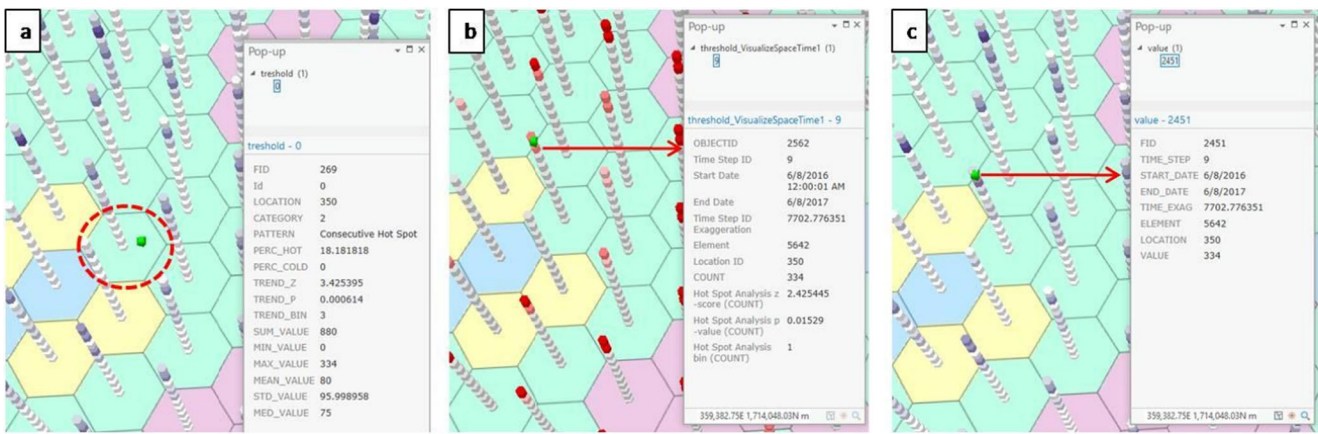 a
Pop-up
treshold (1)
0
treshold - 0
FID 269
Id 0
LOCATION 350
CATEGORY 2
PATTERN Consecutive Hot Spot
PERC_HOT 18.181818
PERC_COLD 0
TREND_Z 3.425395
TREND_P 0.000614
TREND_BIN 3
SUM_VALUE 880
MIN_VALUE 0
MAX_VALUE 334
MEAN_VALUE 80
STD_VALUE 95.998958
MED_VALUE 75
b
Pop-up
threshold_VisualizeSpaceTime1 (1)
9
threshold_VisualizeSpaceTime1 - 9
OBJECTID 2562
Time Step ID 9
Start Date 6/8/2016
12:00:01 AM
End Date 6/8/2017
Time Step ID 7702.776351
Exaggeration
Element 5642
Location ID 350
COUNT 334
Hot Spot Analysis z 2.425445
-score (COUNT)
Hot Spot Analysis p 0.01529
-value (COUNT)
Hot Spot Analysis 1
bin (COUNT)
359,382.75E 1,714,048.03N m
c
Pop-up
value (1)
2451
value - 2451
FID 2451
TIME_STEP 9
START_DATE 6/8/2016
END_DATE 6/8/2017
TIME_EXAG 7702.776351
ELEMENT 5642
LOCATION 350
VALUE 334
359,382.75E 1,714,048.03N m